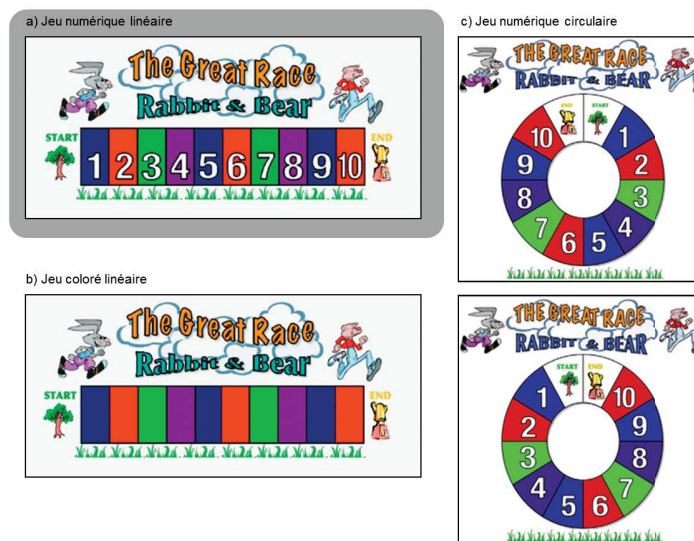 a) Jeu numérique linéaire
The Great Race
Rabbit & Bear
START
END
1 2 3 4 5 6 7 8 9 10
b) Jeu coloré linéaire
The Great Race
Rabbit & Bear
START
END
c) Jeu numérique circulaire
THE GREAT RACE
RABBIT & BEAR
END START
10 1
9 2
8 3
7 4
6 5
THE GREAT RACE
RABBIT & BEAR
START END
1 10
2 9
3 8
4 7
5 6